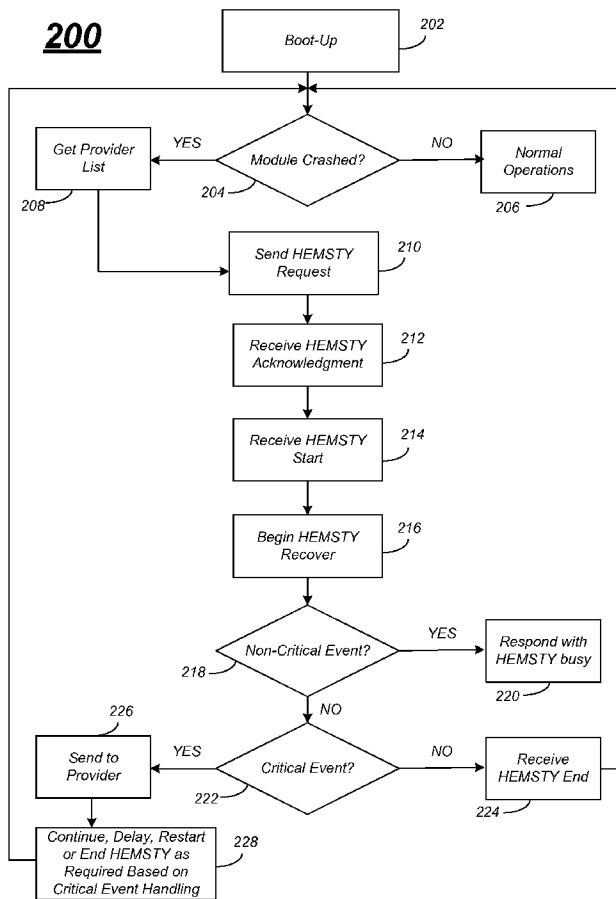 200
Boot-Up
202
Get Provider
List
208
YES
Module Crashed?
204
NO
Normal
Operations
206
Send HEMSTY
Request
210
Receive HEMSTY
Acknowledgment
212
Receive HEMSTY
Start
214
Begin HEMSTY
Recover
216
Non-Critical Event?
218
YES
Respond with
HEMSTY busy
220
NO
226
Send to
Provider
YES
Critical Event?
222
NO
Receive
HEMSTY End
224
Continue, Delay, Restart
or End HEMSTY as
Required Based on
Critical Event Handling
228